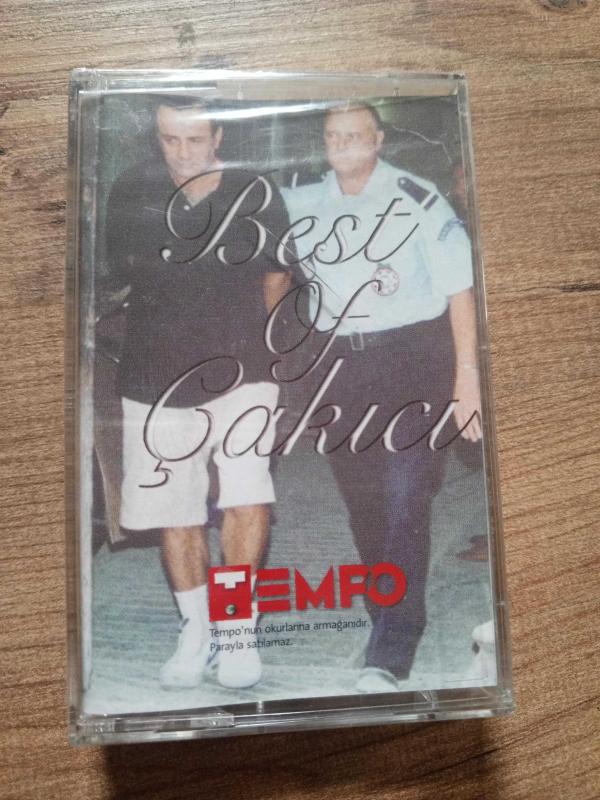 Best
Of
Çakıcı
TEMPO
Tempo'nun okurlarına armağanıdır.
Parayla satılamaz.